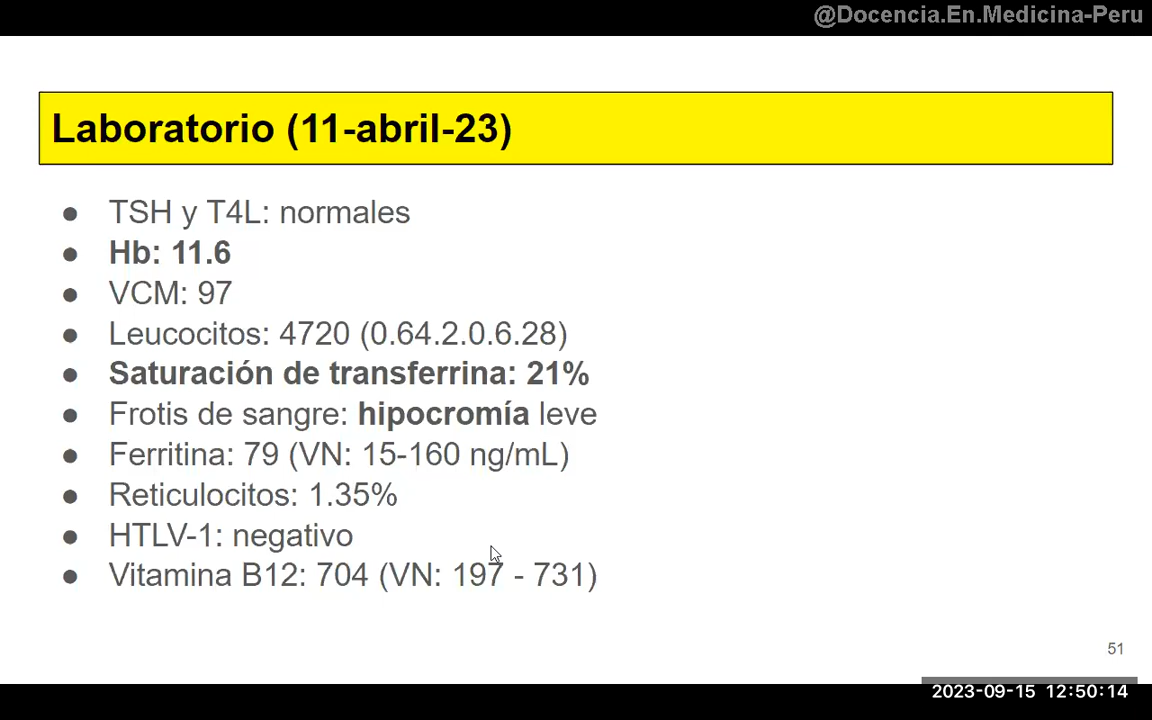 @Docencia.En.Medicina-Peru
Laboratorio (11-abril-23)
● TSH y T4L: normales
● Hb: 11.6
● VCM: 97
● Leucocitos: 4720 (0.64.2.0.6.28)
● Saturación de transferrina: 21%
● Frotis de sangre: hipocromía leve
● Ferritina: 79 (VN: 15-160 ng/mL)
● Reticulocitos: 1.35%
● HTLV-1: negativo
● Vitamina B12: 704 (VN: 197 - 731)
51
2023-09-15 12:50:14